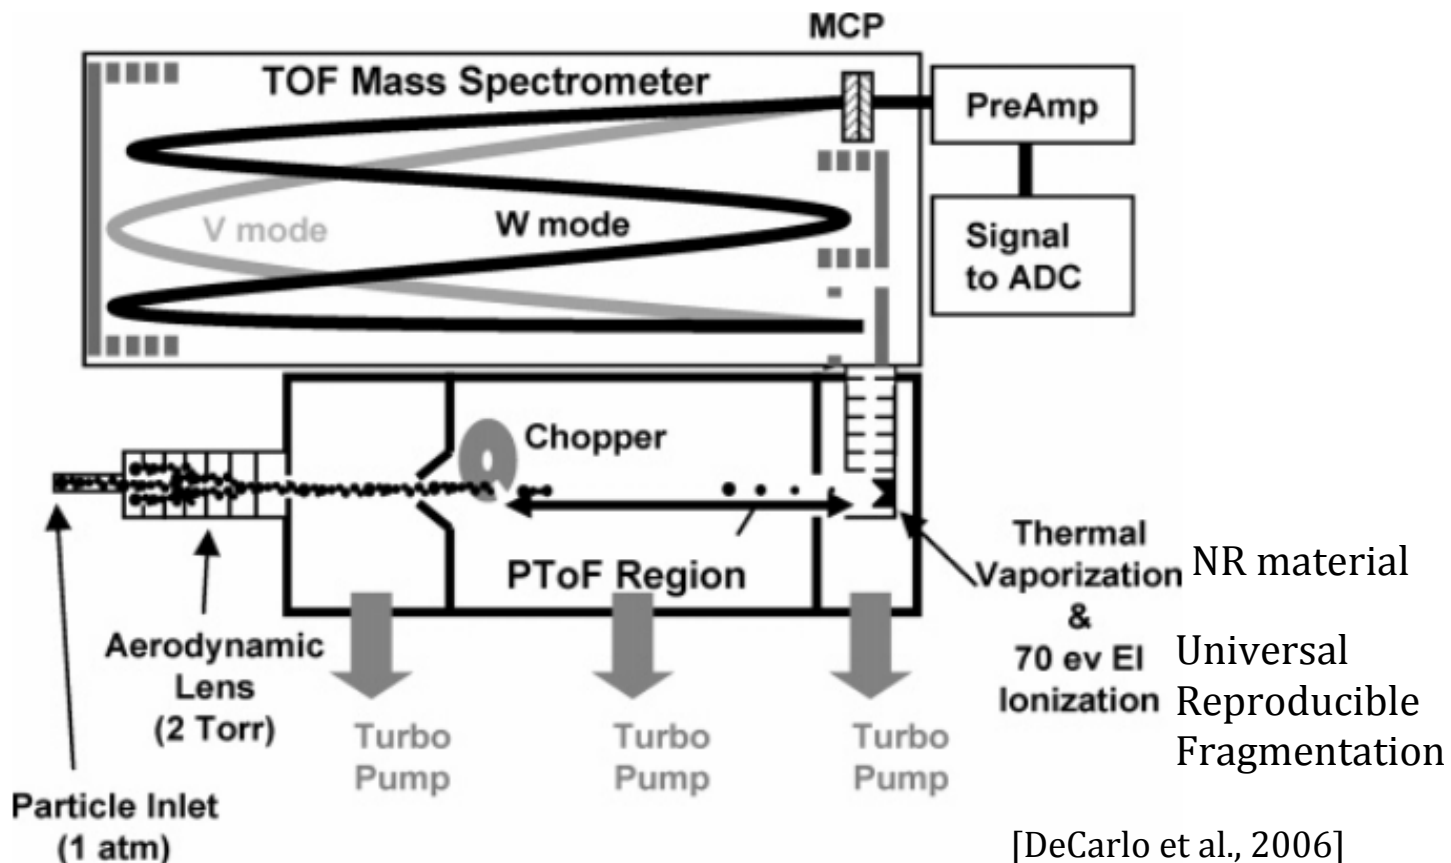 MCP
TOF Mass Spectrometer
PreAmp
V mode
W mode
Signal
to ADC
Chopper
PToF Region
Thermal
Vaporization
&
70 ev EI
Ionization
NR material
Universal
Reproducible
Fragmentation
Aerodynamic
Lens
(2 Torr)
Turbo
Pump
Turbo
Pump
Turbo
Pump
Particle Inlet
(1 atm)
[DeCarlo et al., 2006]